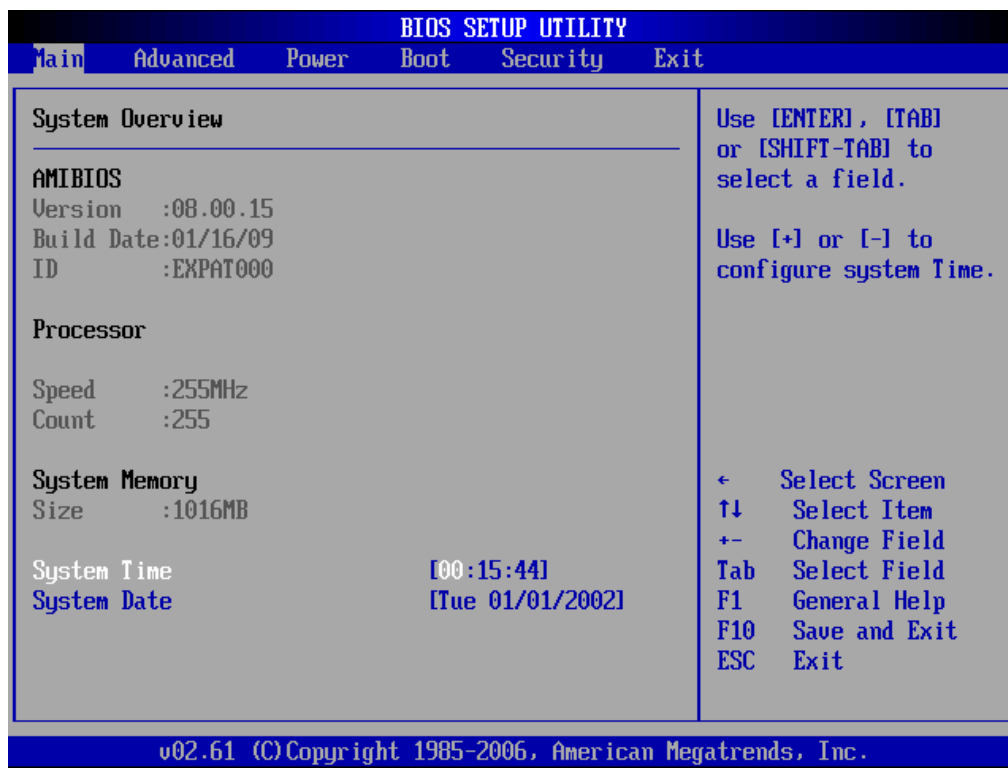 BIOS SETUP UTILITY
Main Advanced Power Boot Security Exit
System Overview
AMIBIOS
Version :08.00.15
Build Date:01/16/09
ID :EXPAT000
Processor
Speed :255MHz
Count :255
System Memory
Size :1016MB
System Time [00:15:44]
System Date [Tue 01/01/2002]
Use [ENTER], [TAB]
or [SHIFT-TAB] to
select a field.
Use [+] or [-] to
configure system Time.
← Select Screen
↑↓ Select Item
+- Change Field
Tab Select Field
F1 General Help
F10 Save and Exit
ESC Exit
v02.61 (C)Copyright 1985-2006, American Megatrends, Inc.